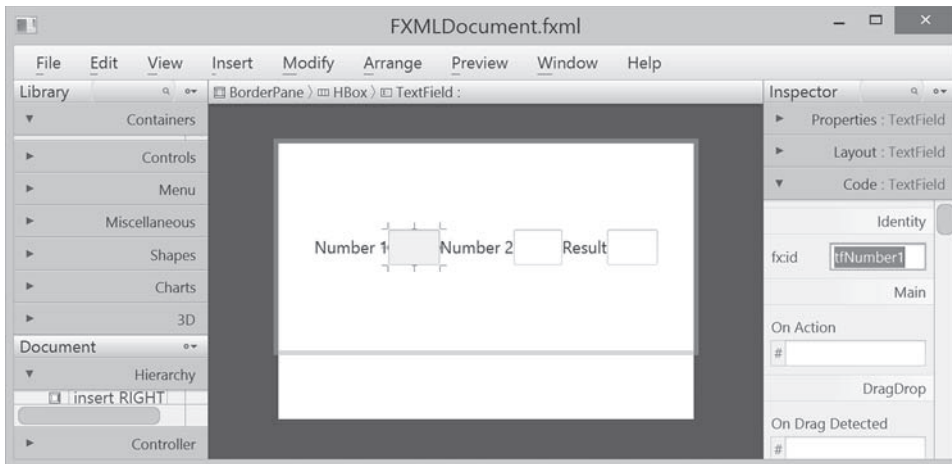 FXMLDocument.fxml
File Edit View Insert Modify Arrange Preview Window Help
Library
BorderPane HBox TextField :
Inspector
Containers
Controls
Menu
Miscellaneous
Shapes
Charts
3D
Document
Hierarchy
insert RIGHT
Controller
Number 1 Number 2 Result
Properties : TextField
Layout : TextField
Code : TextField
Identity
fx:id tfNumber1
Main
On Action
#
DragDrop
On Drag Detected
#